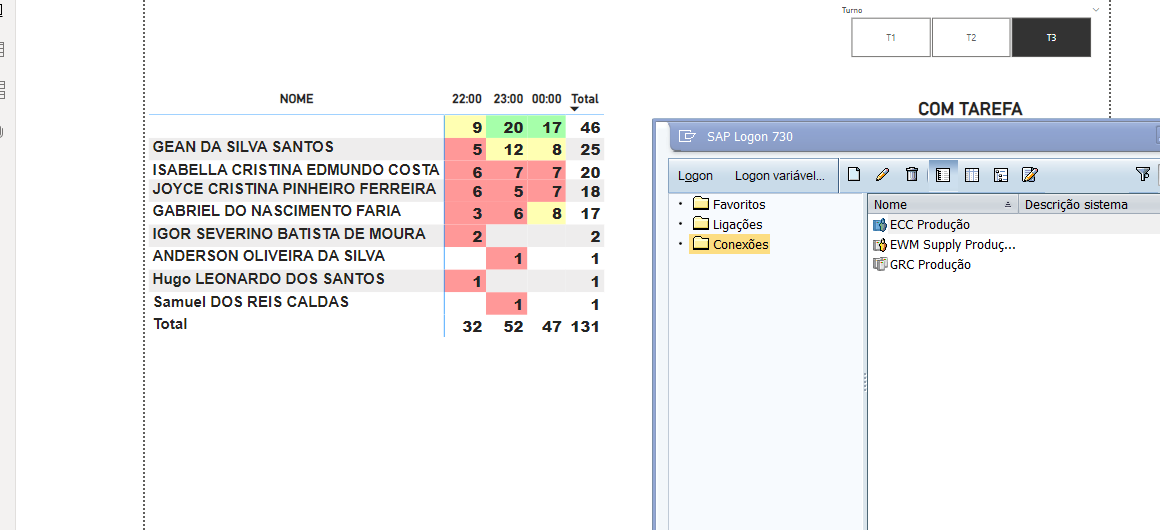 Turno
T1 T2 T3
NOME 22:00 23:00 00:00 Total
9 20 17 46
GEAN DA SILVA SANTOS 5 12 8 25
ISABELLA CRISTINA EDMUNDO COSTA 6 7 7 20
JOYCE CRISTINA PINHEIRO FERREIRA 6 5 7 18
GABRIEL DO NASCIMENTO FARIA 3 6 8 17
IGOR SEVERINO BATISTA DE MOURA 2 2
ANDERSON OLIVEIRA DA SILVA 1 1
Hugo LEONARDO DOS SANTOS 1 1
Samuel DOS REIS CALDAS 1 1
Total 32 52 47 131
COM TAREFA
SAP Logon 730
Logon Logon variável...
Favoritos
Ligações
Conexões
Nome Descrição sistema
ECC Produção
EWM Supply Produç...
GRC Produção